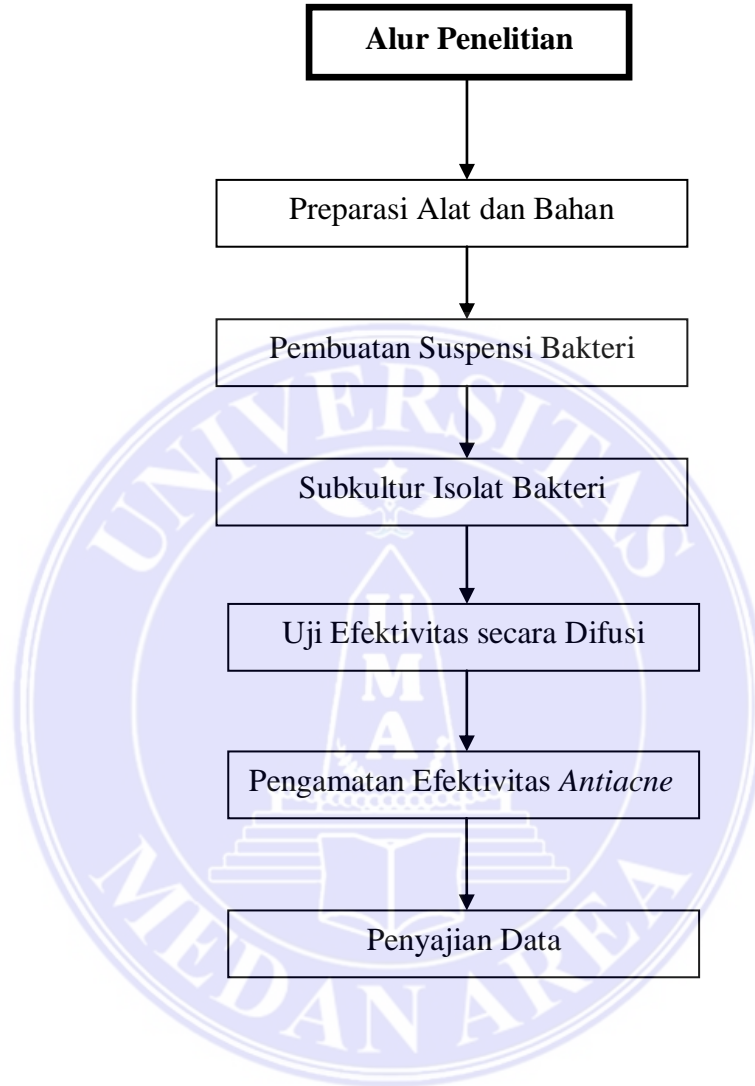 Alur Penelitian
Preparasi Alat dan Bahan
Pembuatan Suspensi Bakteri
UNIVERSITAS
Subkultur Isolat Bakteri
Uji Efektivitas secara Difusi
UMA
Pengamatan Efektivitas Antiacne
Penyajian Data
MEDAN AREA